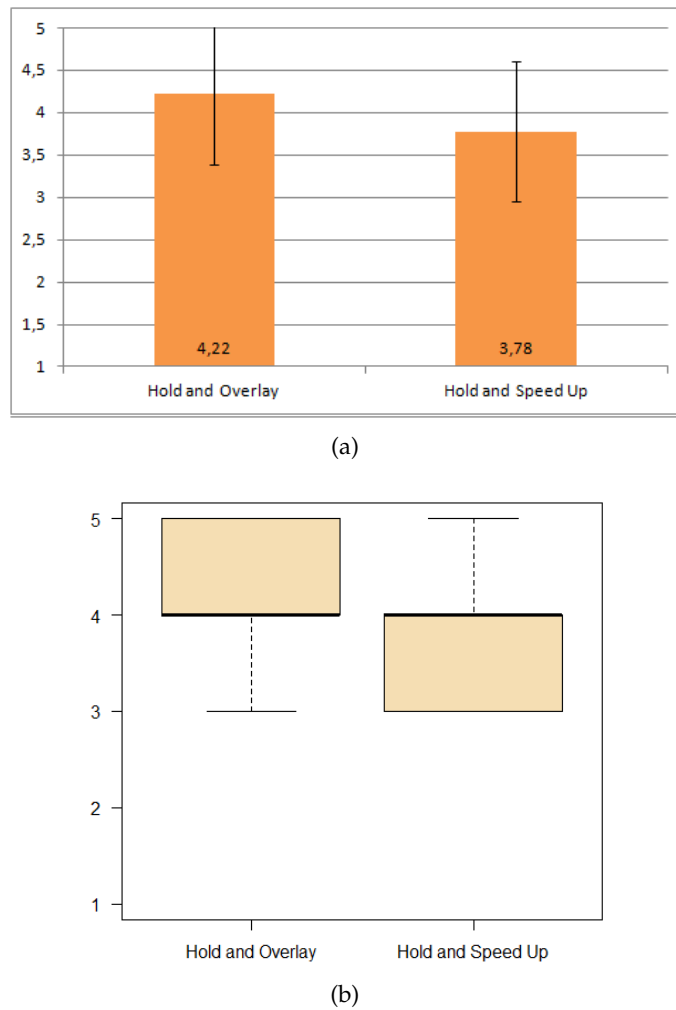 5
4,5
4
3,5
3
2,5
2
1,5
1
4,22
3,78
Hold and Overlay
Hold and Speed Up
(a)
5
4
3
2
1
Hold and Overlay
Hold and Speed Up
(b)